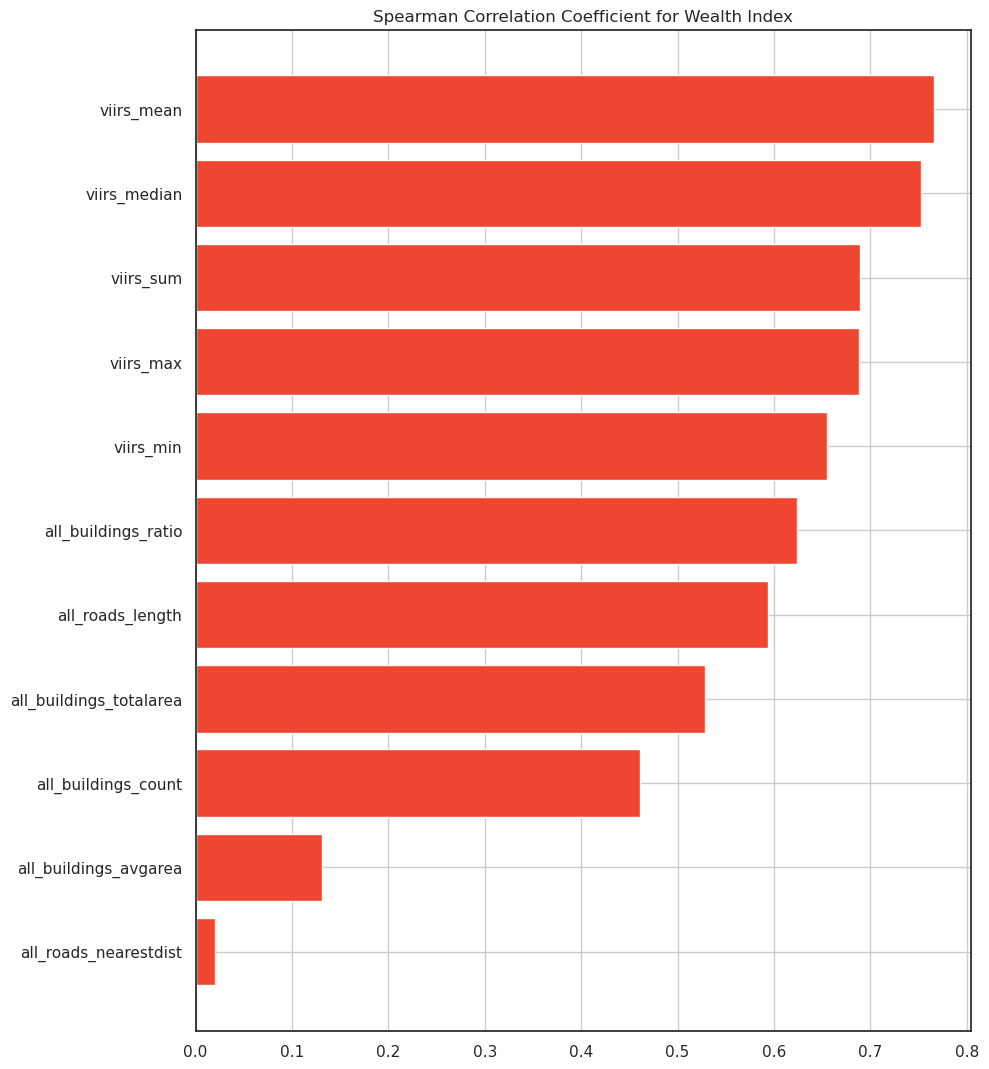 Spearman Correlation Coefficient for Wealth Index
viirs_mean
viirs_median
viirs_sum
viirs_max
viirs_min
all_buildings_ratio
all_roads_length
all_buildings_totalarea
all_buildings_count
all_buildings_avgarea
all_roads_nearestdist
0.0 0.1 0.2 0.3 0.4 0.5 0.6 0.7 0.8